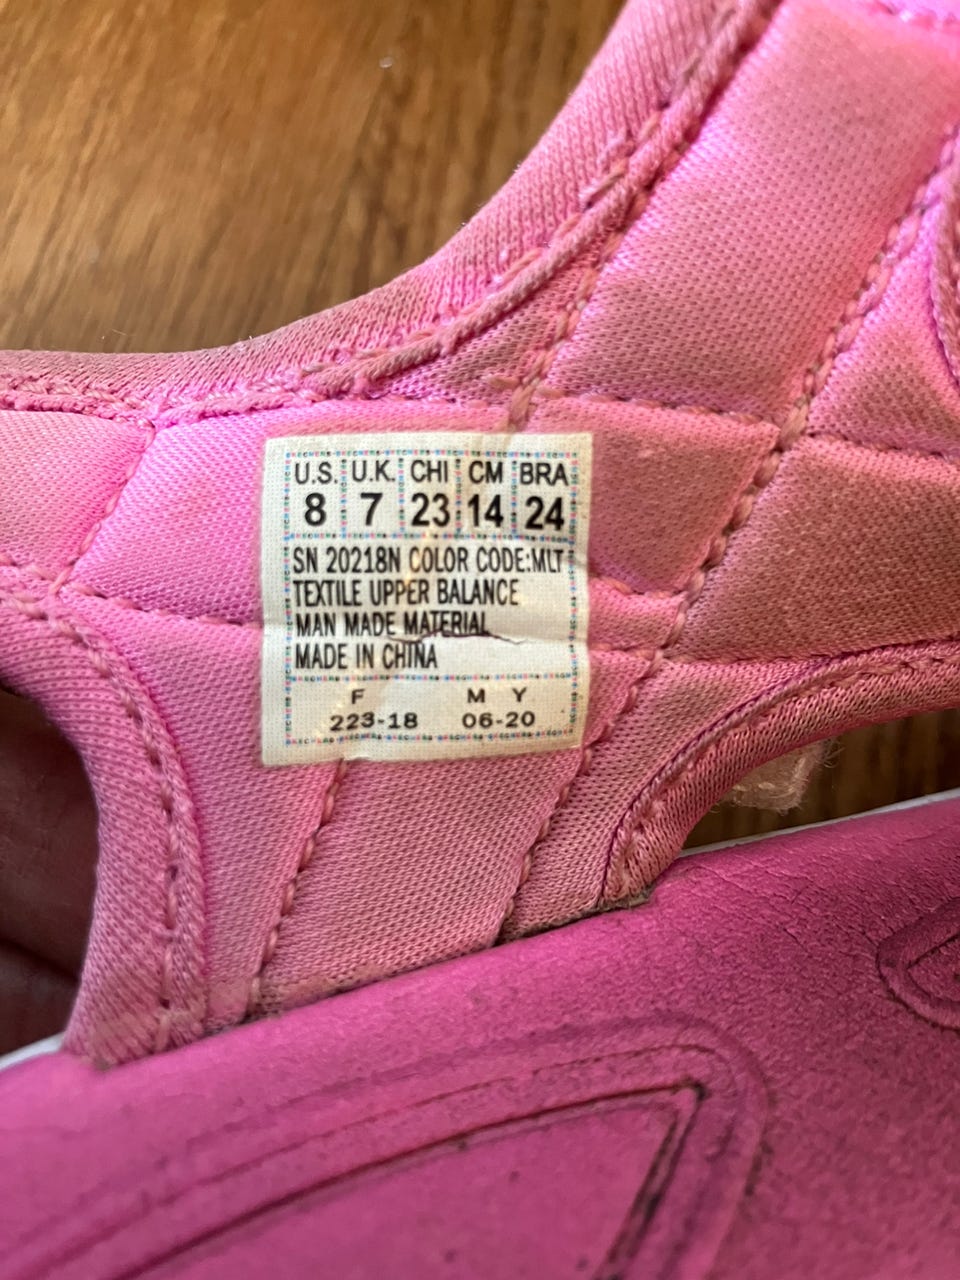 U.S. U.K. CHI CM BRA
8 7 23 14 24
SN 20218N COLOR CODE:MLT
TEXTILE UPPER BALANCE
MAN MADE MATERIAL
MADE IN CHINA
F M Y
223-18 06-20